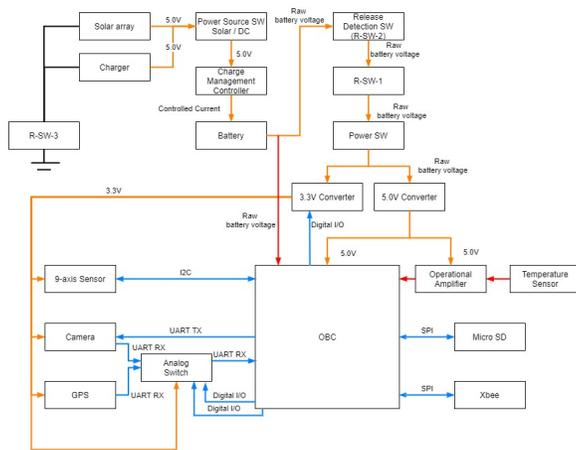 Solar array
5.0V
5.0V
Charger
Power Source SW
Solar / DC
5.0V
Charge
Management
Controller
Controlled Current
Battery
R-SW-3
Raw
battery voltage
Release
Detection SW
(R-SW-2)
Raw
battery voltage
R-SW-1
Raw
battery voltage
Power SW
Raw
battery voltage
3.3V
3.3V Converter
5.0V Converter
Raw
battery voltage
Digital I/O
5.0V
5.0V
9-axis Sensor
I2C
OBC
Operational
Amplifier
Temperature
Sensor
Camera
UART TX
UART RX
Analog
Switch
UART RX
SPI
Micro SD
GPS
UART RX
Digital I/O
Digital I/O
SPI
Xbee